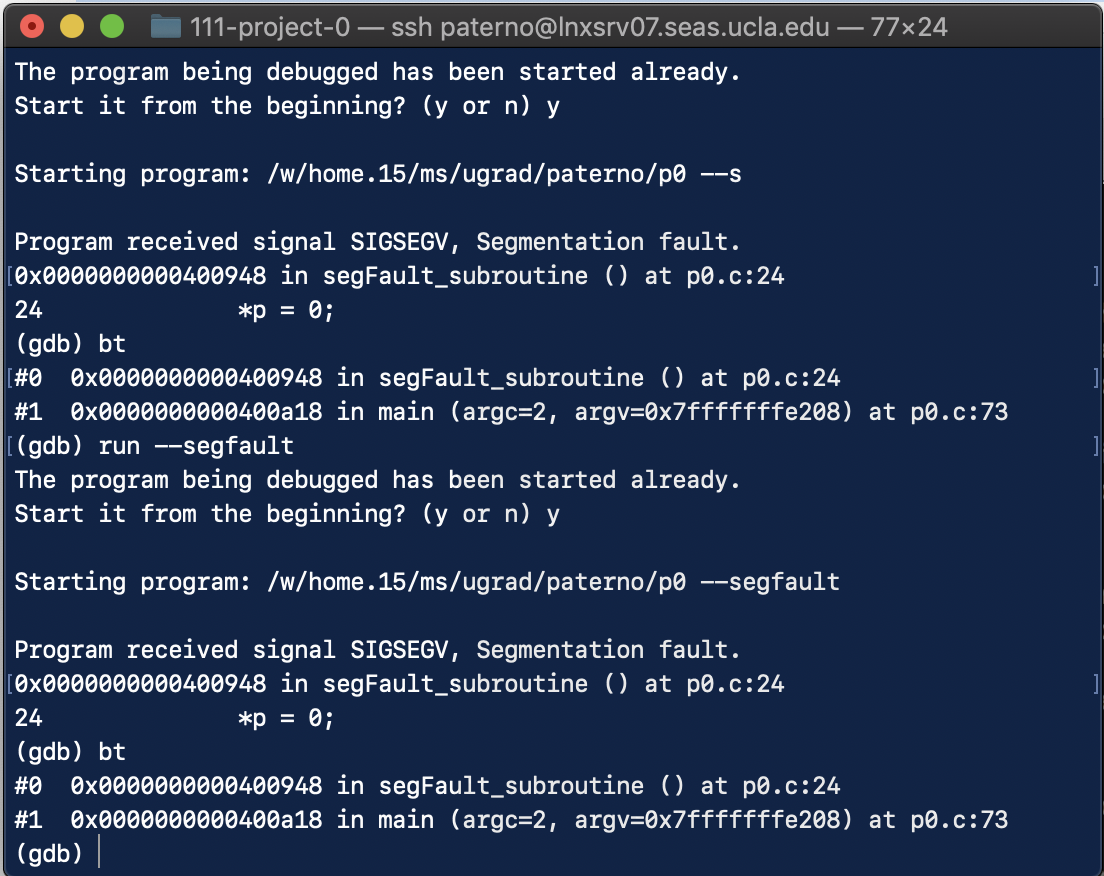 111-project-0 — ssh paterno@lnxsrv07.seas.ucla.edu — 77×24
The program being debugged has been started already.
Start it from the beginning? (y or n) y
Starting program: /w/home.15/ms/ugrad/paterno/p0 --s
Program received signal SIGSEGV, Segmentation fault.
[0x0000000000400948 in segFault_subroutine () at p0.c:24 ]
24 *p = 0;
(gdb) bt
[#0 0x0000000000400948 in segFault_subroutine () at p0.c:24 ]
#1 0x0000000000400a18 in main (argc=2, argv=0x7fffffffe208) at p0.c:73
[(gdb) run --segfault ]
The program being debugged has been started already.
Start it from the beginning? (y or n) y
Starting program: /w/home.15/ms/ugrad/paterno/p0 --segfault
Program received signal SIGSEGV, Segmentation fault.
[0x0000000000400948 in segFault_subroutine () at p0.c:24 ]
24 *p = 0;
(gdb) bt
#0 0x0000000000400948 in segFault_subroutine () at p0.c:24
#1 0x0000000000400a18 in main (argc=2, argv=0x7fffffffe208) at p0.c:73
(gdb)